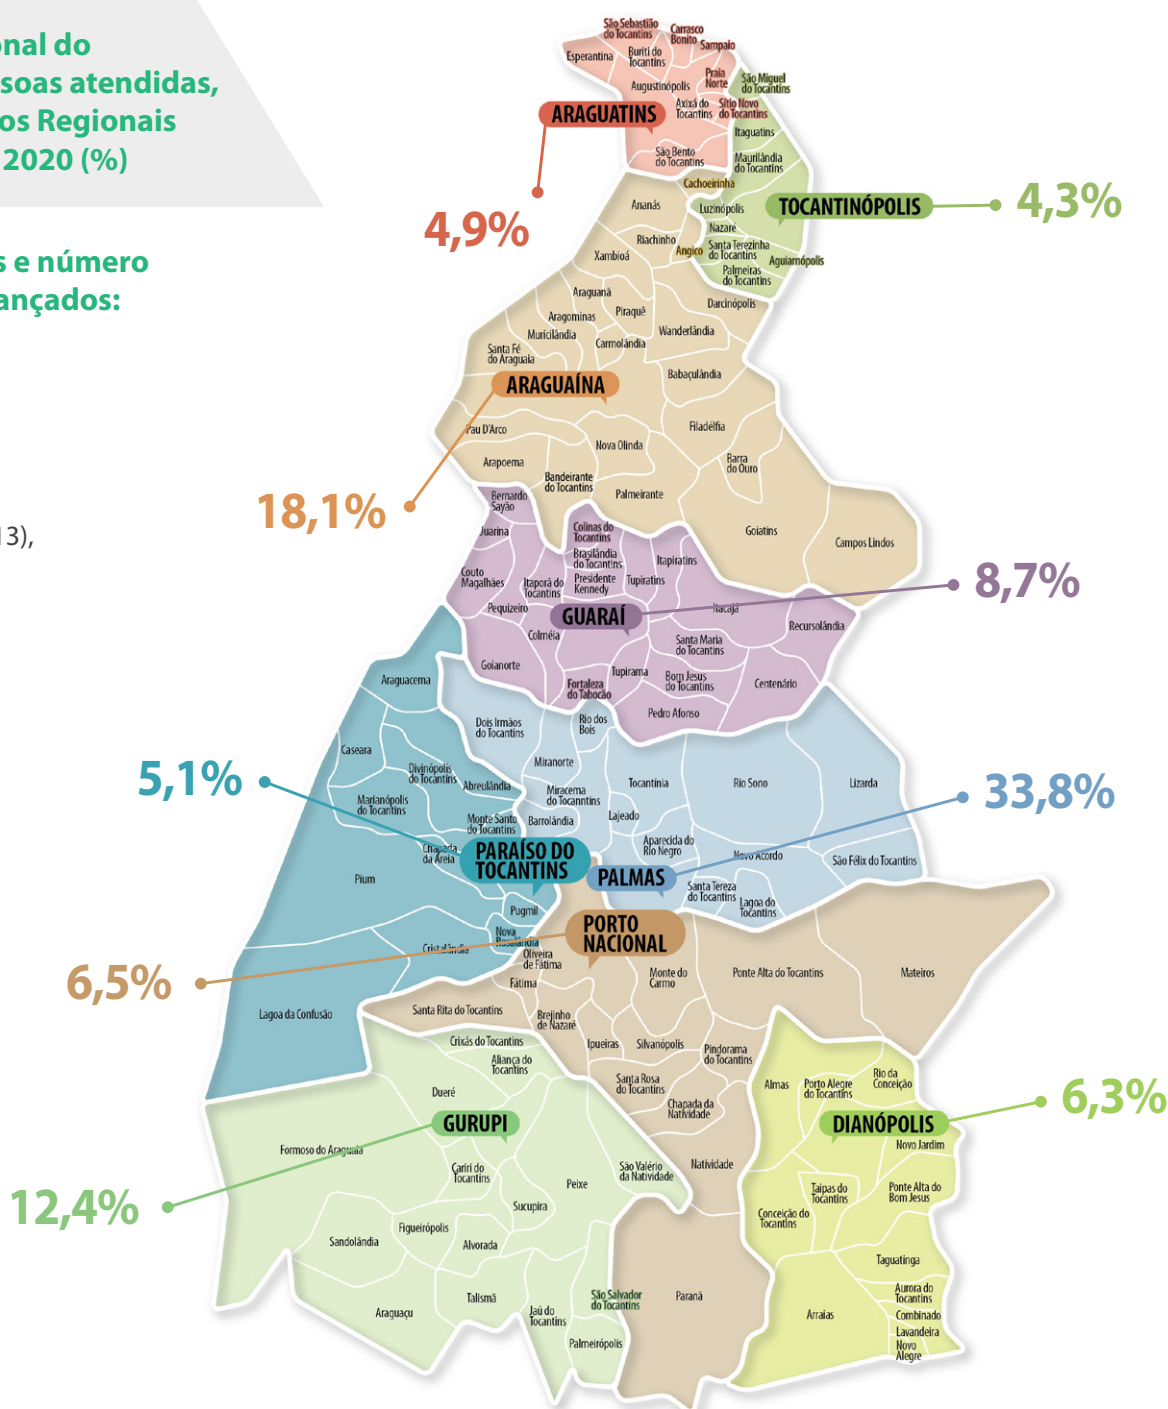 onal do
soas atendidas,
os Regionais
2020 (%)
s e número
ançados:
13),
São Sebastião
do Tocantins
Carrasco
Bonito
Sampaio
Esperantina
Buriti do
Tocantins
Augustinópolis
Praia
Norte
São Miguel
do Tocantins
ARAGUATINS
Axixá do
Tocantins
Sítio Novo
do Tocantins
Itaguatins
São Bento
do Tocantins
Maurilândia
do Tocantins
4,9%
Cachoeirinha
Ananás
Luzinópolis
TOCANTINÓPOLIS
4,3%
Nazaré
Riachinho
Angico
Santa Terezinha
do Tocantins
Xambioá
Aguiarnópolis
Palmeiras
do Tocantins
Araguanã
Darcinópolis
Aragominas
Piraquê
Muricilândia
Wanderlândia
Carmolândia
Santa Fé
do Araguaia
Babaçulândia
ARAGUAÍNA
18,1%
Pau D'Arco
Filadélfia
Nova Olinda
Arapoema
Barra
do Ouro
Bandeirante
do Tocantins
Palmeirante
Goiatins
Campos Lindos
Bernardo
Sayão
Juarina
Colinas do
Tocantins
Brasilândia
do Tocantins
Itapiratins
Couto
Magalhães
Itaporã do
Tocantins
Presidente
Kennedy
Tupiratins
8,7%
Pequizeiro
GUARAÍ
Itacajá
Recursolândia
Colméia
Santa Maria
do Tocantins
Goianorte
Tupirama
Bom Jesus
do Tocantins
Centenário
Fortaleza
do Tabocão
Pedro Afonso
Araguacema
Dois Irmãos
do Tocantins
Rio dos
Bois
Caseara
Miranorte
Divinópolis
do Tocantins
Abreulândia
Tocantínia
Rio Sono
Lizarda
5,1%
Miracema
do Tocanntins
33,8%
Marianópolis
do Tocantins
Monte Santo
do Tocantins
Barrolândia
Lajeado
Aparecida do
Rio Negro
Chapada
da Areia
PARAÍSO DO
TOCANTINS
Novo Acordo
São Félix do Tocantins
Pium
PALMAS
Santa Tereza
do Tocantins
Lagoa do
Tocantins
Pugmil
PORTO
NACIONAL
Nova
Rosalândia
Cristalândia
Oliveira
de Fátima
6,5%
Fátima
Monte do
Carmo
Ponte Alta do Tocantins
Mateiros
Lagoa da Confusão
Santa Rita do Tocantins
Brejinho
de Nazaré
Crixás do Tocantins
Ipueiras
Silvanópolis
Pindorama
do Tocantins
Aliança do
Tocantins
Dueré
Santa Rosa
do Tocantins
Almas
Porto Alegre
do Tocantins
Rio da
Conceição
Chapada da
Natividade
6,3%
GURUPI
DIANÓPOLIS
Formoso do Araguaia
Novo Jardim
Cariri do
Tocantins
São Valério
da Natividade
Natividade
Peixe
12,4%
Taipas do
Tocantins
Ponte Alta do
Bom Jesus
Sucupira
Conceição do
Tocantins
Figueirópolis
Sandolândia
Alvorada
Taguatinga
Araguaçu
Talismã
São Salvador
do Tocantins
Paranã
Aurora do
Tocantins
Jaú do
Tocantins
Arraias
Combinado
Lavandeira
Palmeirópolis
Novo
Alegre